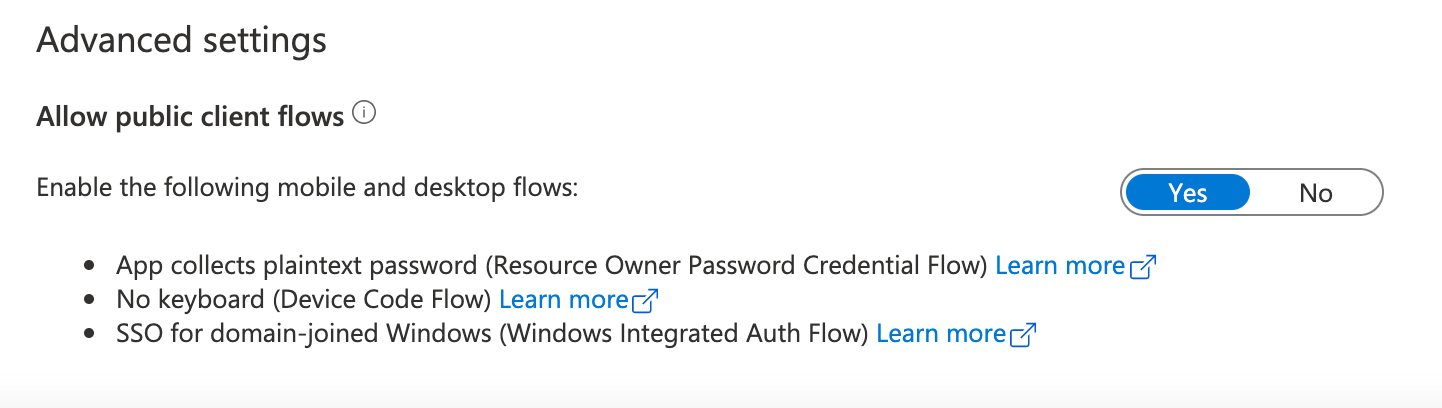 Advanced settings
Allow public client flows
Enable the following mobile and desktop flows:
Yes No
App collects plaintext password (Resource Owner Password Credential Flow) Learn more
No keyboard (Device Code Flow) Learn more
SSO for domain-joined Windows (Windows Integrated Auth Flow) Learn more